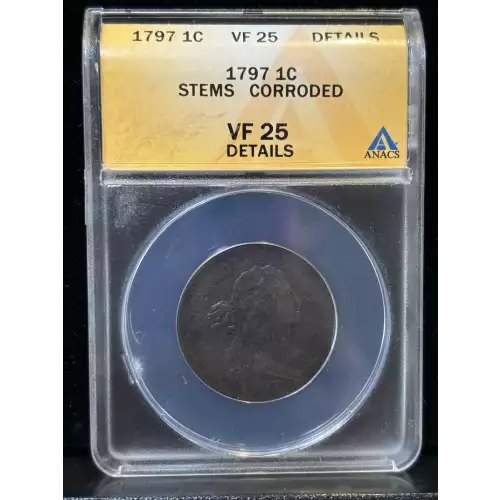 1797 1C VF 25 DETAILS
1797 1C
STEMS CORRODED
VF 25
DETAILS
ANACS